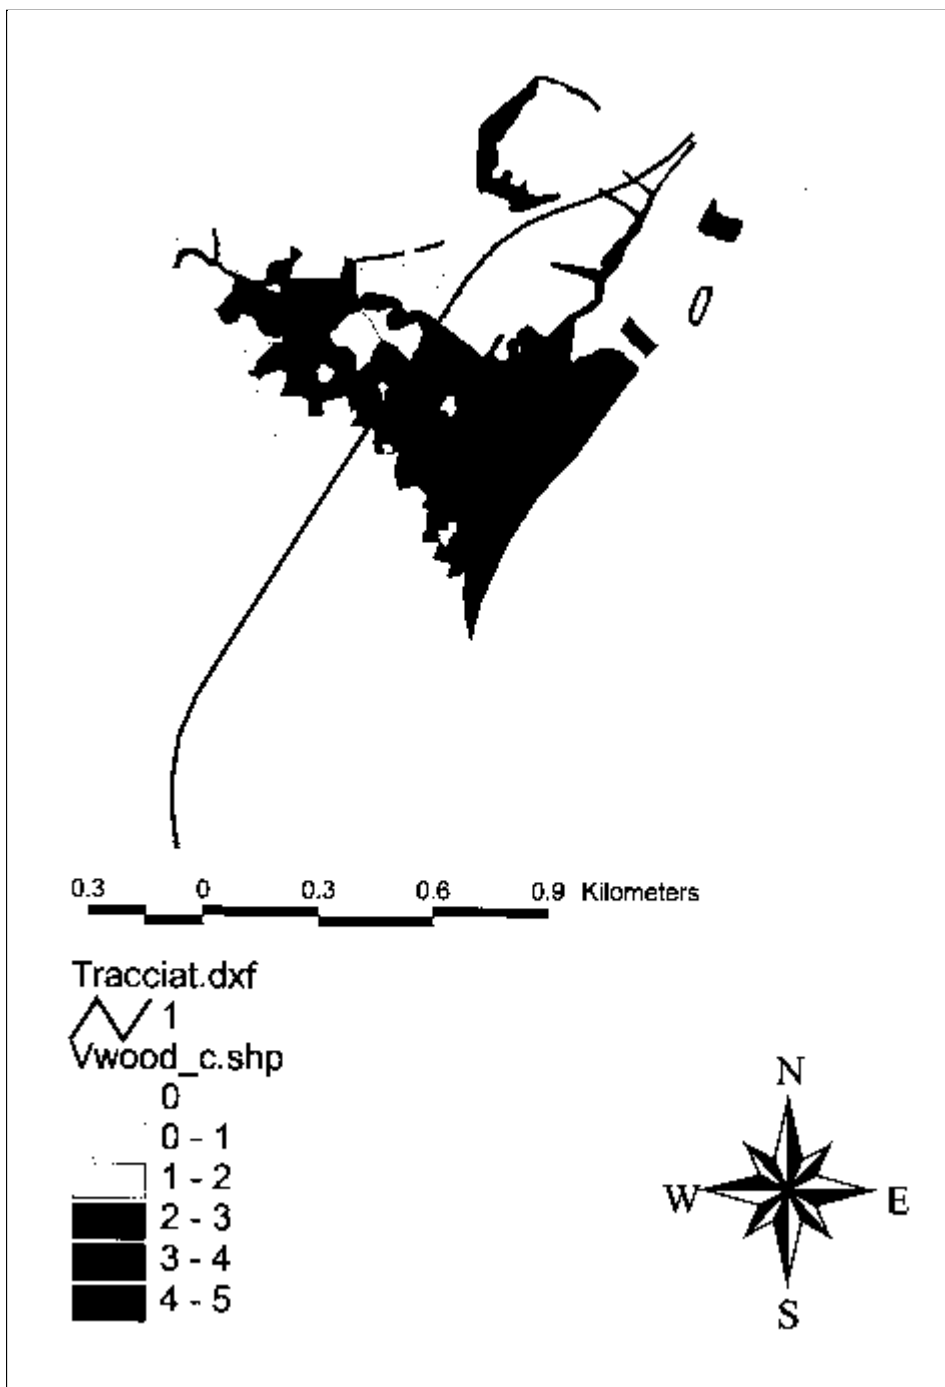 0.3 0 0.3 0.6 0.9 Kilometers
Tracciat.dxf
1
Vwood_c.shp
0
0 - 1
1 - 2
2 - 3
3 - 4
4 - 5
N
W E
S